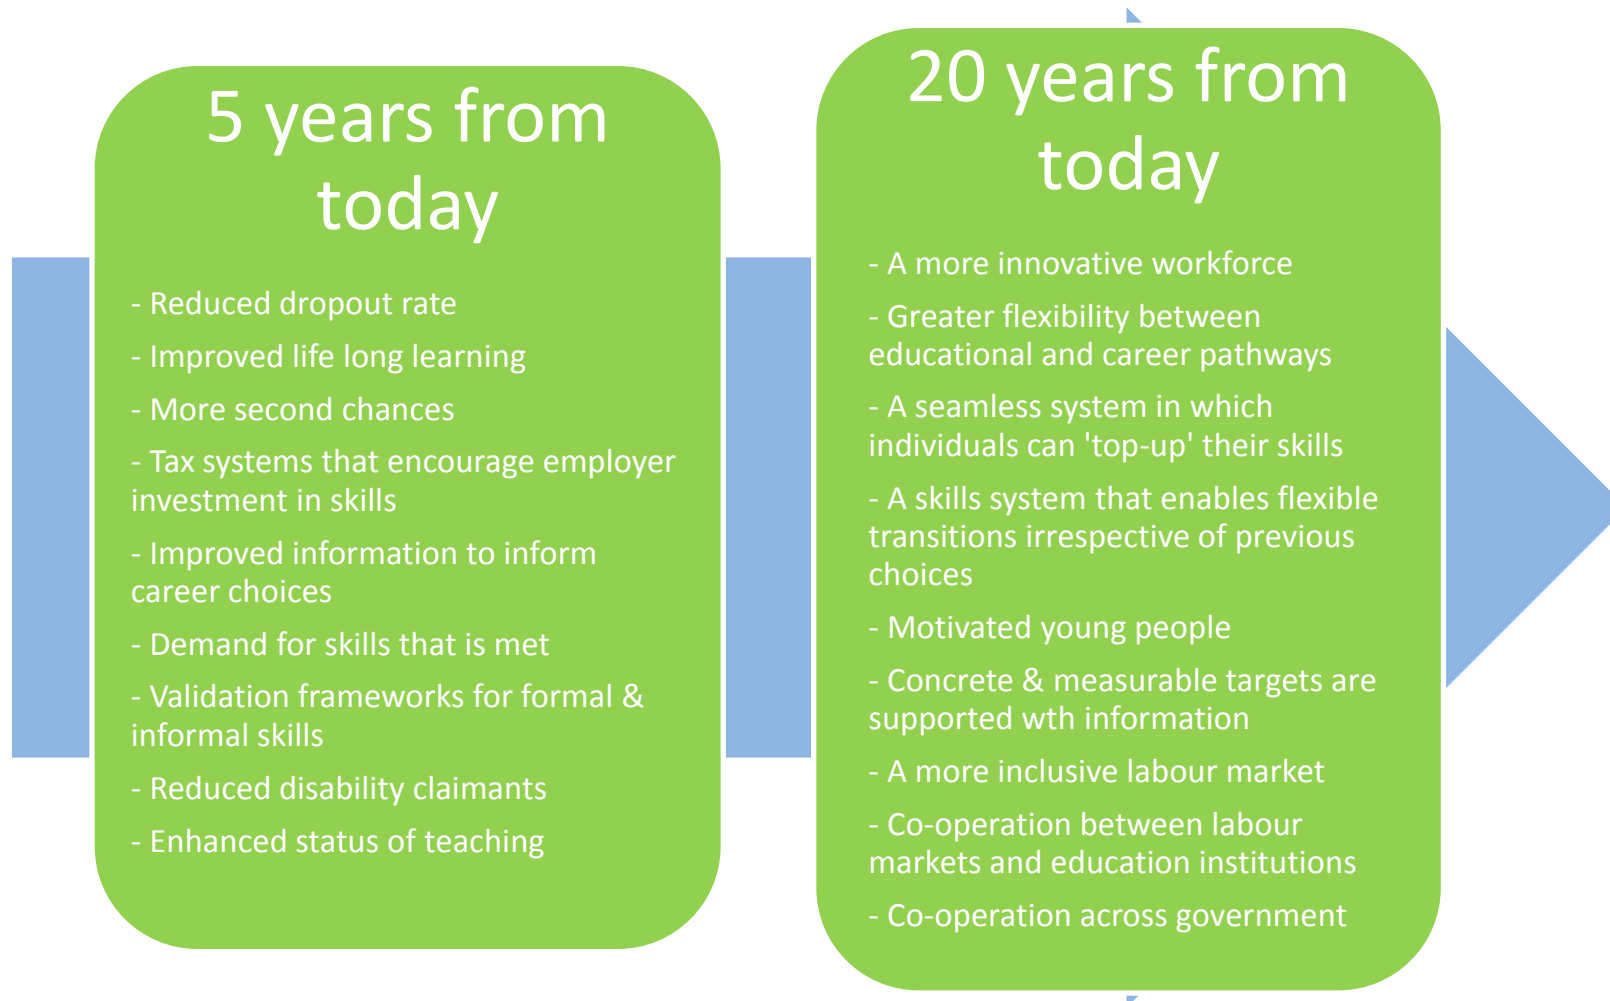 5 years from
today
- Reduced dropout rate
- Improved life long learning
- More second chances
- Tax systems that encourage employer
investment in skills
- Improved information to inform
career choices
- Demand for skills that is met
- Validation frameworks for formal &
informal skills
- Reduced disability claimants
- Enhanced status of teaching
20 years from
today
- A more innovative workforce
- Greater flexibility between
educational and career pathways
- A seamless system in which
individuals can 'top-up' their skills
- A skills system that enables flexible
transitions irrespective of previous
choices
- Motivated young people
- Concrete & measurable targets are
supported wth information
- A more inclusive labour market
- Co-operation between labour
markets and education institutions
- Co-operation across government